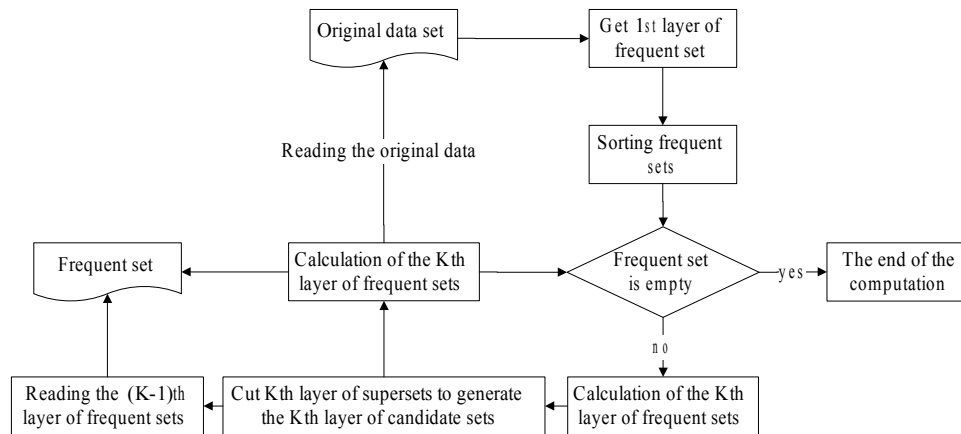 Original data set
Get 1st layer of
frequent set
Reading the original data
Sorting frequent
sets
Frequent set
Calculation of the Kth
layer of frequent sets
Frequent set
is empty
yes
The end of the
computation
no
Reading the (K-1)th
layer of frequent sets
Cut Kth layer of supersets to generate
the Kth layer of candidate sets
Calculation of the Kth
layer of frequent sets